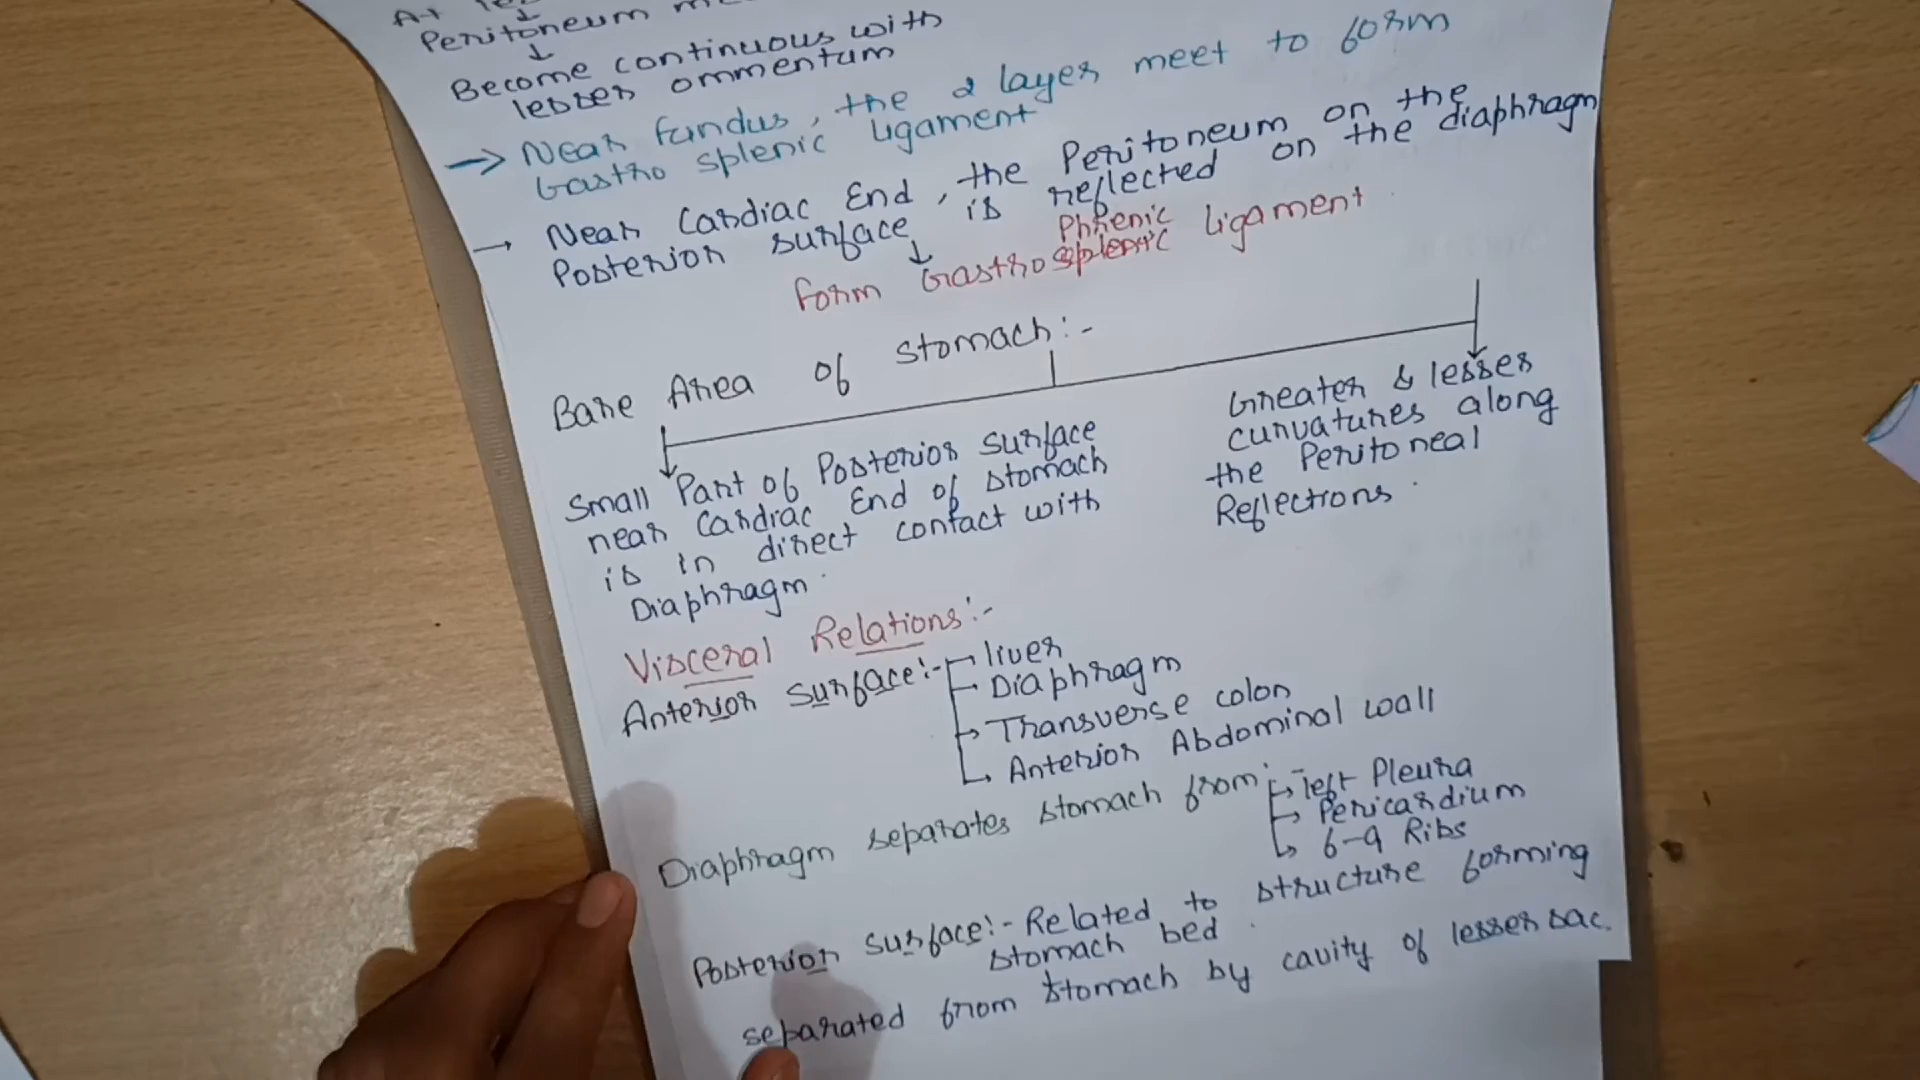 At
Peritoneum
Become continuous with
lesser ommentum
→ Near fundus, the 2 layer meet to form
Gastro splenic ligament
→ Near Cardiac End, the Peritoneum on the
Posterior surface is reflected on the diaphragm
↓
Phrenic
form Gastrosplenic ligament
Bare Area of stomach:-
Small Part of Posterior surface
near Cardiac End of stomach
is in direct contact with
Diaphragm.
Greater & lesser
curvatures along
the Peritoneal
Reflections.
Visceral Relations:-
Anterior surface:- liver
Diaphragm
Transverse colon
Anterior Abdominal wall
Diaphragm separates stomach from: left Pleura
Pericardium
6-9 Ribs
Posterior surface:- Related to structure forming
stomach bed.
separated from stomach by cavity of lesser sac.